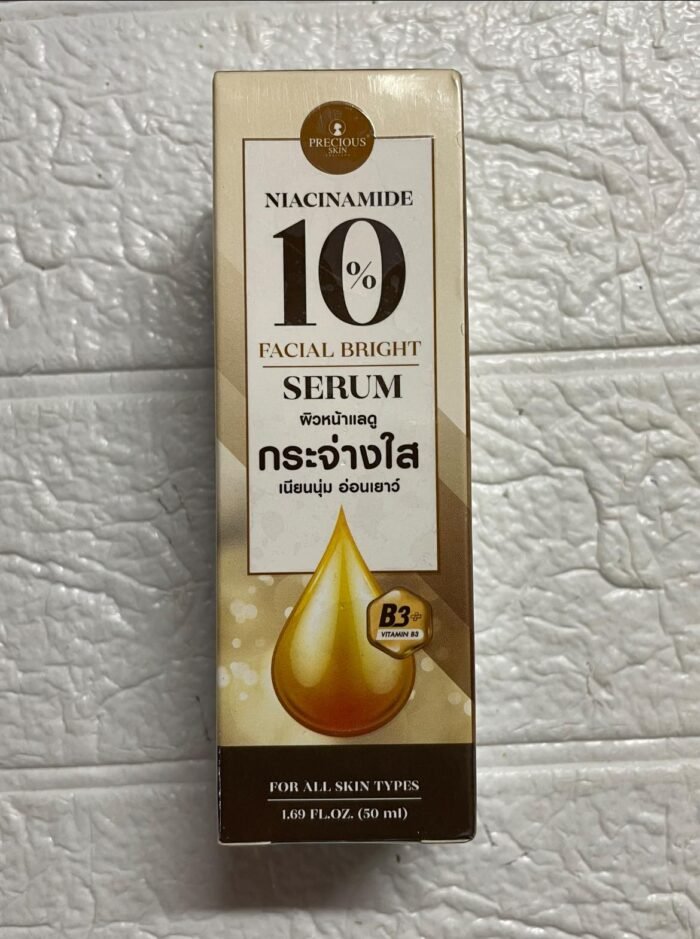 PRECIOUS
SKIN
NIACINAMIDE
10%
FACIAL BRIGHT
SERUM
ผิวหน้าแลดู
กระจ่างใส
เนียนนุ่ม อ่อนเยาว์
B3+
VITAMIN B3
FOR ALL SKIN TYPES
1.69 FL.OZ. (50 ml)